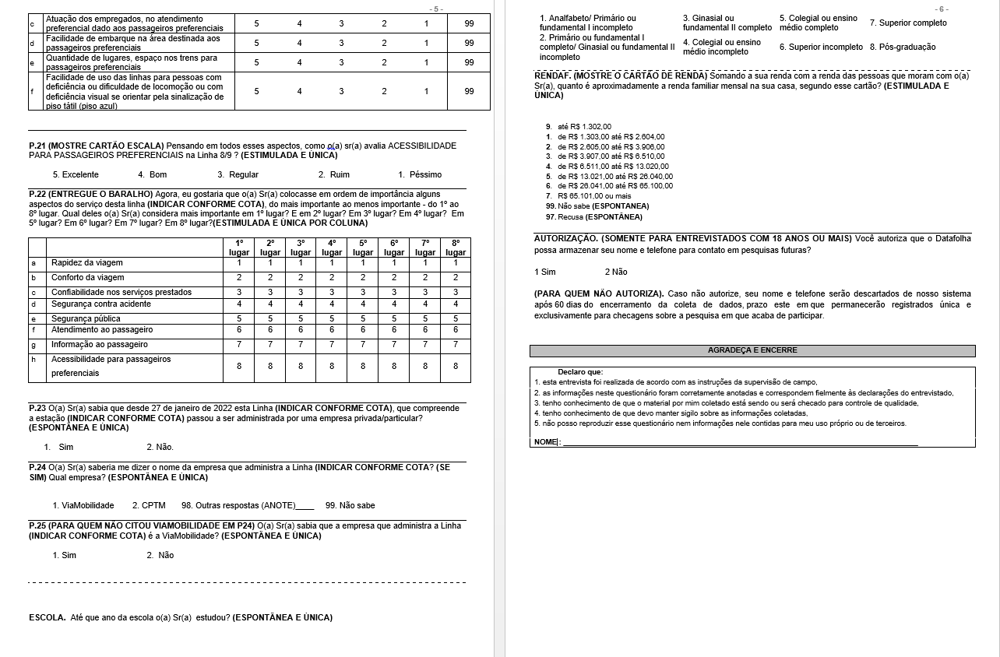 - 5 -
c Atuação dos empregados, no atendimento
preferencial dado aos passageiros preferenciais 5 4 3 2 1 99
d Facilidade de embarque na área destinada aos
passageiros preferenciais 5 4 3 2 1 99
e Quantidade de lugares, espaço nos trens para
passageiros preferenciais 5 4 3 2 1 99
f Facilidade de uso das linhas para pessoas com
deficiência ou dificuldade de locomoção ou com
deficiência visual se orientar pela sinalização de
piso tátil (piso azul) 5 4 3 2 1 99
P.21 (MOSTRE CARTÃO ESCALA) Pensando em todos esses aspectos, como o(a) sr(a) avalia ACESSIBILIDADE
PARA PASSAGEIROS PREFERENCIAIS na Linha 8/9 ? (ESTIMULADA E ÚNICA)
5. Excelente 4. Bom 3. Regular 2. Ruim 1. Péssimo
P.22 (ENTREGUE O BARALHO) Agora, eu gostaria que o(a) Sr(a) colocasse em ordem de importância alguns
aspectos do serviço desta linha (INDICAR CONFORME COTA), do mais importante ao menos importante - do 1º ao
8º lugar. Qual deles o(a) Sr(a) considera mais importante em 1º lugar? E em 2º lugar? Em 3º lugar? Em 4º lugar? Em
5º lugar? Em 6º lugar? Em 7º lugar? Em 8º lugar?(ESTIMULADA E ÚNICA POR COLUNA)
1º lugar 2º lugar 3º lugar 4º lugar 5º lugar 6º lugar 7º lugar 8º lugar
a Rapidez da viagem 1 1 1 1 1 1 1 1
b Conforto da viagem 2 2 2 2 2 2 2 2
c Confiabilidade nos serviços prestados 3 3 3 3 3 3 3 3
d Segurança contra acidente 4 4 4 4 4 4 4 4
e Segurança pública 5 5 5 5 5 5 5 5
f Atendimento ao passageiro 6 6 6 6 6 6 6 6
g Informação ao passageiro 7 7 7 7 7 7 7 7
h Acessibilidade para passageiros
preferenciais 8 8 8 8 8 8 8 8
P.23 O(a) Sr(a) sabia que desde 27 de janeiro de 2022 esta Linha (INDICAR CONFORME COTA), que compreende
a estação (INDICAR CONFORME COTA) passou a ser administrada por uma empresa privada/particular?
(ESPONTÂNEA E ÚNICA)
1. Sim 2. Não.
P.24 O(a) Sr(a) saberia me dizer o nome da empresa que administra a Linha (INDICAR CONFORME COTA? (SE
SIM) Qual empresa? (ESPONTÂNEA E ÚNICA)
1. ViaMobilidade 2. CPTM 98. Outras respostas (ANOTE)____ 99. Não sabe
P.25 (PARA QUEM NÃO CITOU VIAMOBILIDADE EM P24) O(a) Sr(a) sabia que a empresa que administra a Linha
(INDICAR CONFORME COTA) é a ViaMobilidade? (ESPONTÂNEA E ÚNICA)
1. Sim 2. Não
ESCOLA. Até que ano da escola o(a) Sr(a) estudou? (ESPONTÂNEA E ÚNICA)
- 6 -
1. Analfabeto/ Primário ou
fundamental I incompleto
2. Primário ou fundamental I
completo/ Ginasial ou fundamental II
incompleto
3. Ginasial ou
fundamental II completo
4. Colegial ou ensino
médio incompleto
5. Colegial ou ensino
médio completo
6. Superior incompleto
7. Superior completo
8. Pós-graduação
RENDAF. (MOSTRE O CARTÃO DE RENDA) Somando a sua renda com a renda das pessoas que moram com o(a)
Sr(a), quanto é aproximadamente a renda familiar mensal na sua casa, segundo esse cartão? (ESTIMULADA E
ÚNICA)
9. até R$ 1.302,00
1. de R$ 1.303,00 até R$ 2.604,00
2. de R$ 2.605,00 até R$ 3.906,00
3. de R$ 3.907,00 até R$ 6.510,00
4. de R$ 6.511,00 até R$ 13.020,00
5. de R$ 13.021,00 até R$ 26.040,00
6. de R$ 26.041,00 até R$ 65.100,00
7. R$ 65.101,00 ou mais
99. Não sabe (ESPONTANEA)
97. Recusa (ESPONTÂNEA)
AUTORIZAÇÃO. (SOMENTE PARA ENTREVISTADOS COM 18 ANOS OU MAIS) Você autoriza que o Datafolha
possa armazenar seu nome e telefone para contato em pesquisas futuras?
1 Sim 2 Não
(PARA QUEM NÃO AUTORIZA). Caso não autorize, seu nome e telefone serão descartados de nosso sistema
após 60 dias do encerramento da coleta de dados, prazo este em que permanecerão registrados única e
exclusivamente para checagens sobre a pesquisa em que acaba de participar.
AGRADEÇA E ENCERRE
Declaro que:
1. esta entrevista foi realizada de acordo com as instruções da supervisão de campo,
2. as informações neste questionário foram corretamente anotadas e correspondem fielmente às declarações do entrevistado,
3. tenho conhecimento de que o material por mim coletado está sendo ou será checado para controle de qualidade,
4. tenho conhecimento de que devo manter sigilo sobre as informações coletadas,
5. não posso reproduzir esse questionário nem informações nele contidas para meu uso próprio ou de terceiros.
NOME: ____